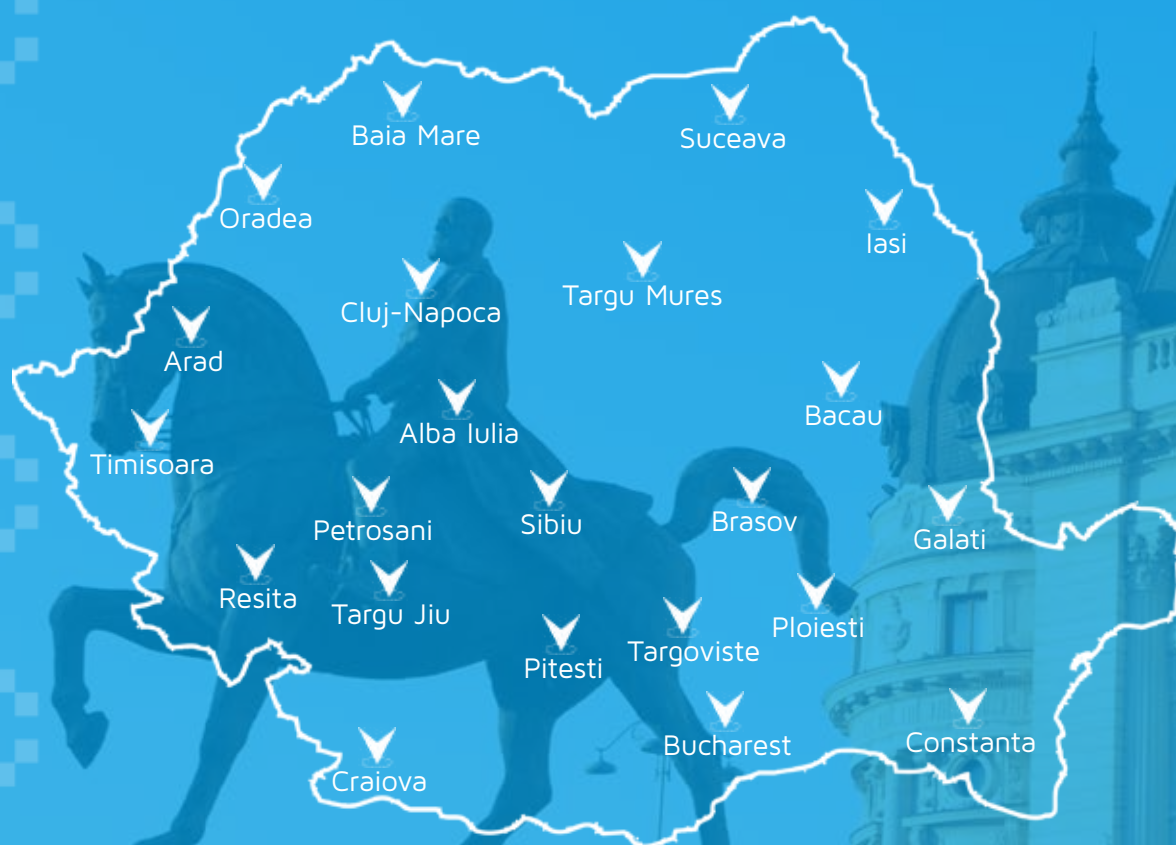 Baia Mare
Suceava
Oradea
Iasi
Targu Mures
Cluj-Napoca
Arad
Bacau
Alba Iulia
Timisoara
Petrosani
Sibiu
Brasov
Galati
Resita
Targu Jiu
Ploiesti
Targoviste
Pitesti
Bucharest
Constanta
Craiova